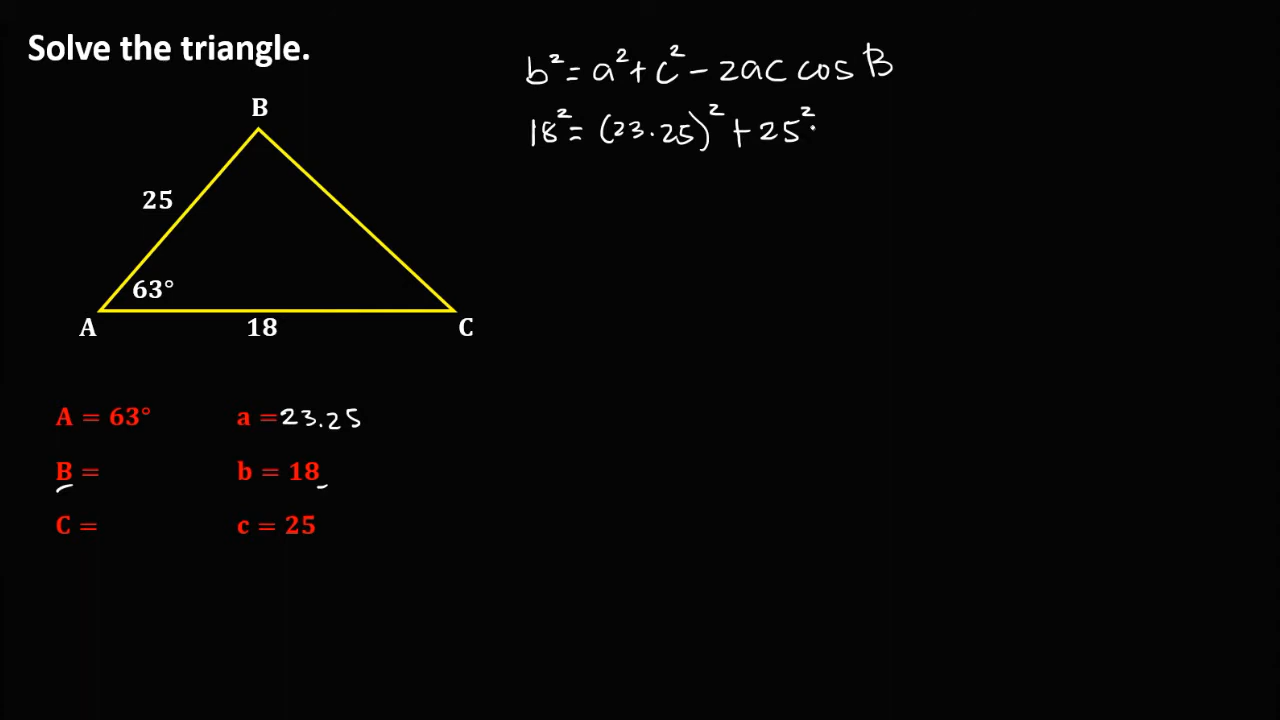 Solve the triangle.
b² = a² + c² − 2ac cos B
18² = (23.25)² + 25²
B
25
63°
A
18
C
A = 63° a = 23.25
B = b = 18
C = c = 25